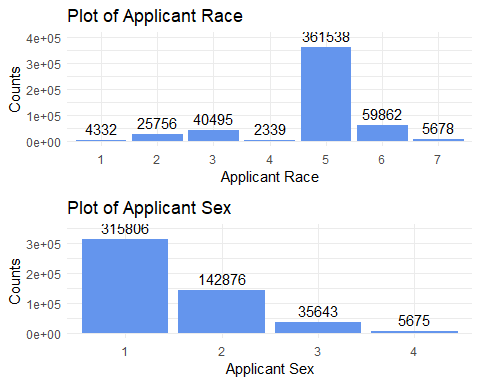 Plot of Applicant Race
Counts
4e+05
3e+05
2e+05
1e+05
0e+00
4332 25756 40495 2339 361538 59862 5678
1 2 3 4 5 6 7
Applicant Race
Plot of Applicant Sex
Counts
3e+05
2e+05
1e+05
0e+00
315806 142876 35643 5675
1 2 3 4
Applicant Sex